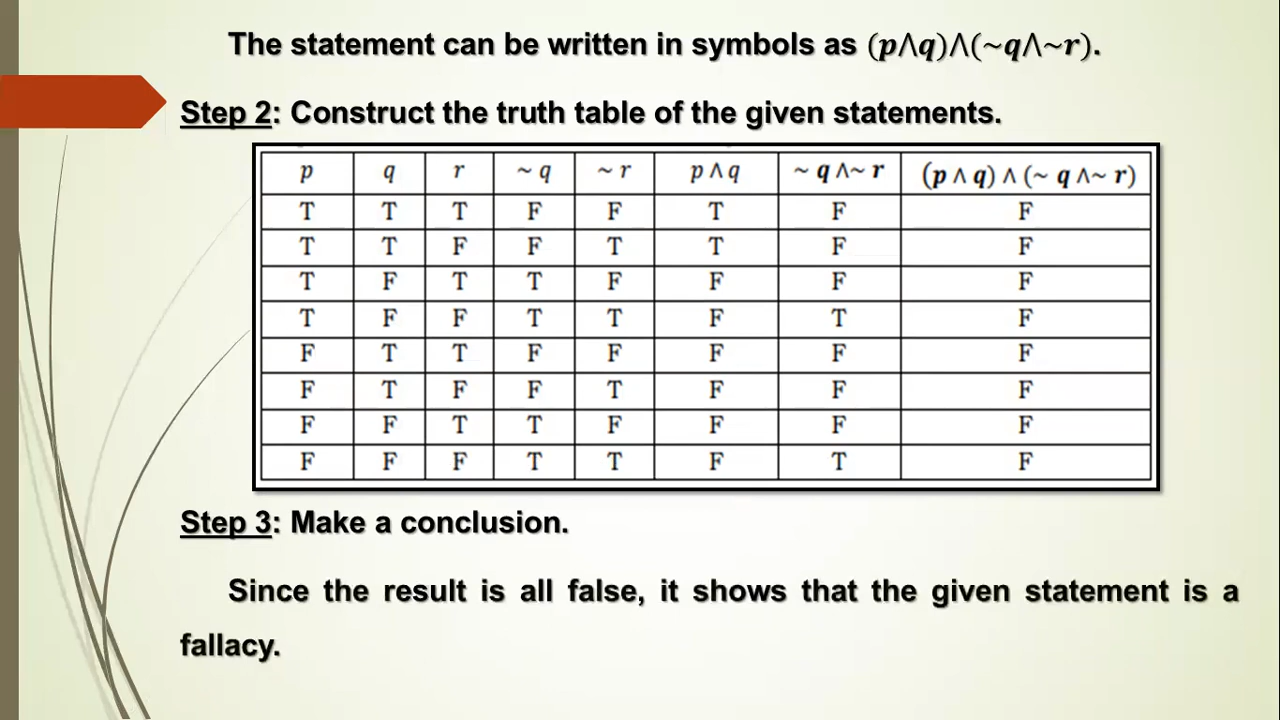 The statement can be written in symbols as (p∧q)∧(~q∧~r).
Step 2: Construct the truth table of the given statements.
p q r ~ q ~ r p ∧ q ~ q ∧~ r (p ∧ q) ∧ (~ q ∧~ r)
T T T F F T F F
T T F F T T F F
T F T T F F F F
T F F T T F T F
F T T F F F F F
F T F F T F F F
F F T T F F F F
F F F T T F T F
Step 3: Make a conclusion.
Since the result is all false, it shows that the given statement is a
fallacy.